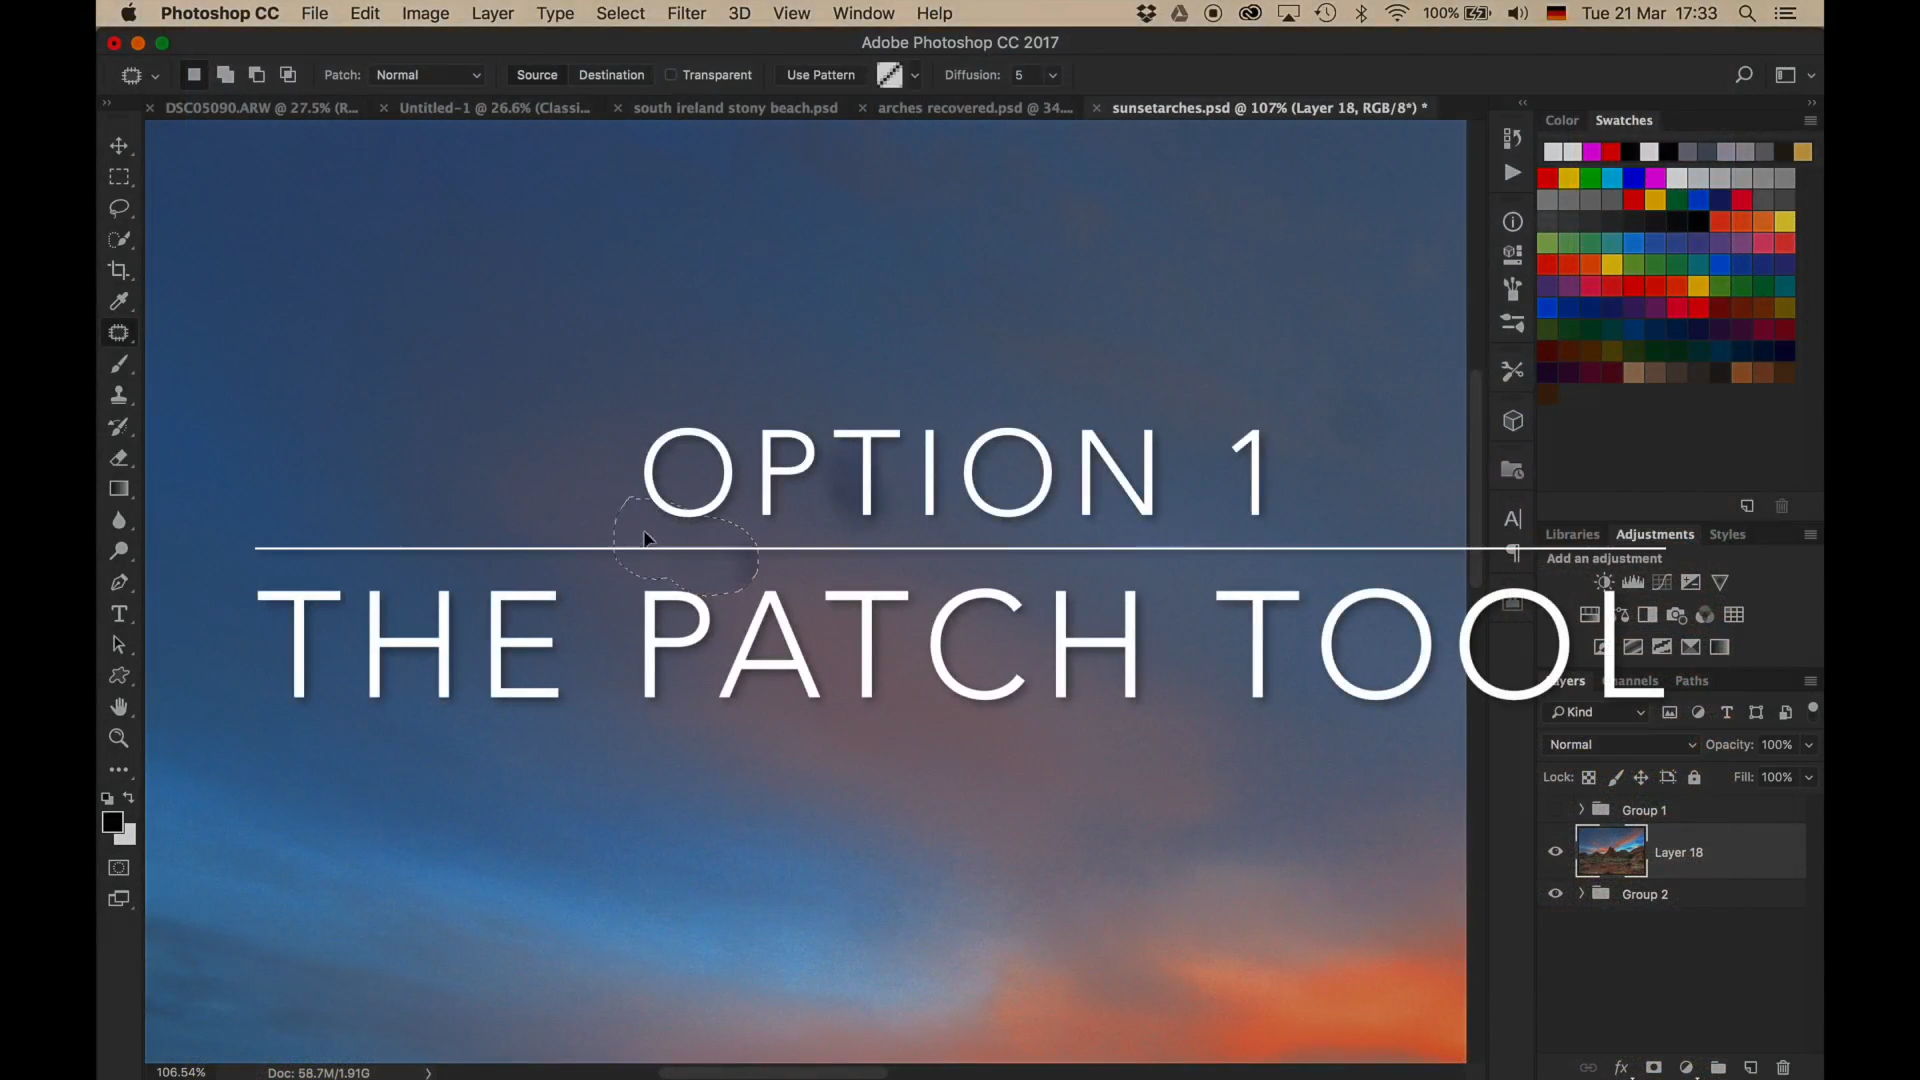 Photoshop CC File Edit Image Layer Type Select Filter 3D View Window Help 100% Tue 21 Mar 17:33
Adobe Photoshop CC 2017
Patch: Normal Source Destination Transparent Use Pattern Diffusion: 5
DSC05090.ARW @ 27.5% (R... Untitled-1 @ 26.6% (Classi... south ireland stony beach.psd arches recovered.psd @ 34.... sunsetarches.psd @ 107% (Layer 18, RGB/8*) *
Color Swatches
OPTION 1
THE PATCH TOOL
Libraries Adjustments Styles
Add an adjustment
Layers Channels Paths
Kind
Normal Opacity: 100%
Lock: Fill: 100%
Group 1
Layer 18
Group 2
106.54% Doc: 58.7M/1.91G